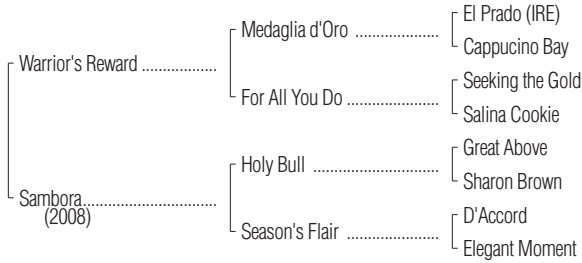 El Prado (IRE)
Medaglia d'Oro ....................
Cappucino Bay
Warrior's Reward ..................
Seeking the Gold
For All You Do ......................
Salina Cookie
Great Above
Holy Bull ..............................
Sharon Brown
Sambora................................
(2008)
D'Accord
Season's Flair ......................
Elegant Moment